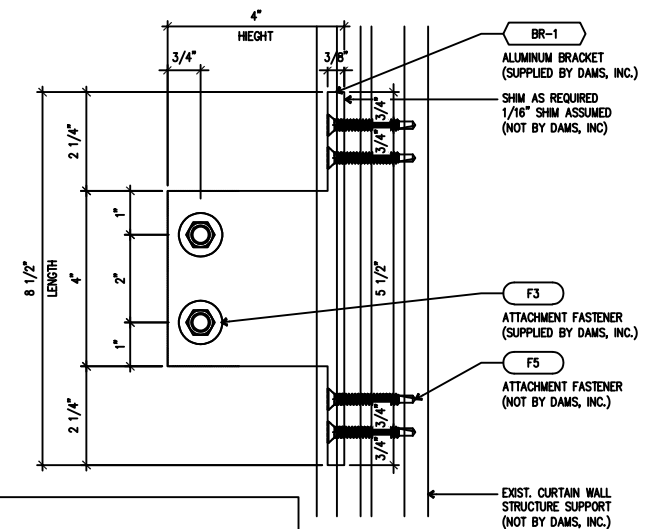 4"
HIEGHT
3/4"
3/8"
BR-1
ALUMINUM BRACKET
(SUPPLIED BY DAMS, INC.)
SHIM AS REQUIRED
1/16" SHIM ASSUMED
(NOT BY DAMS, INC)
3/4"
3/4"
2 1/4"
1"
2"
1"
4"
8 1/2"
LENGTH
5 1/2"
2 1/4"
3/4"
3/4"
F3
ATTACHMENT FASTENER
(SUPPLIED BY DAMS, INC.)
F5
ATTACHMENT FASTENER
(NOT BY DAMS, INC.)
EXIST. CURTAIN WALL
STRUCTURE SUPPORT
(NOT BY DAMS, INC.)